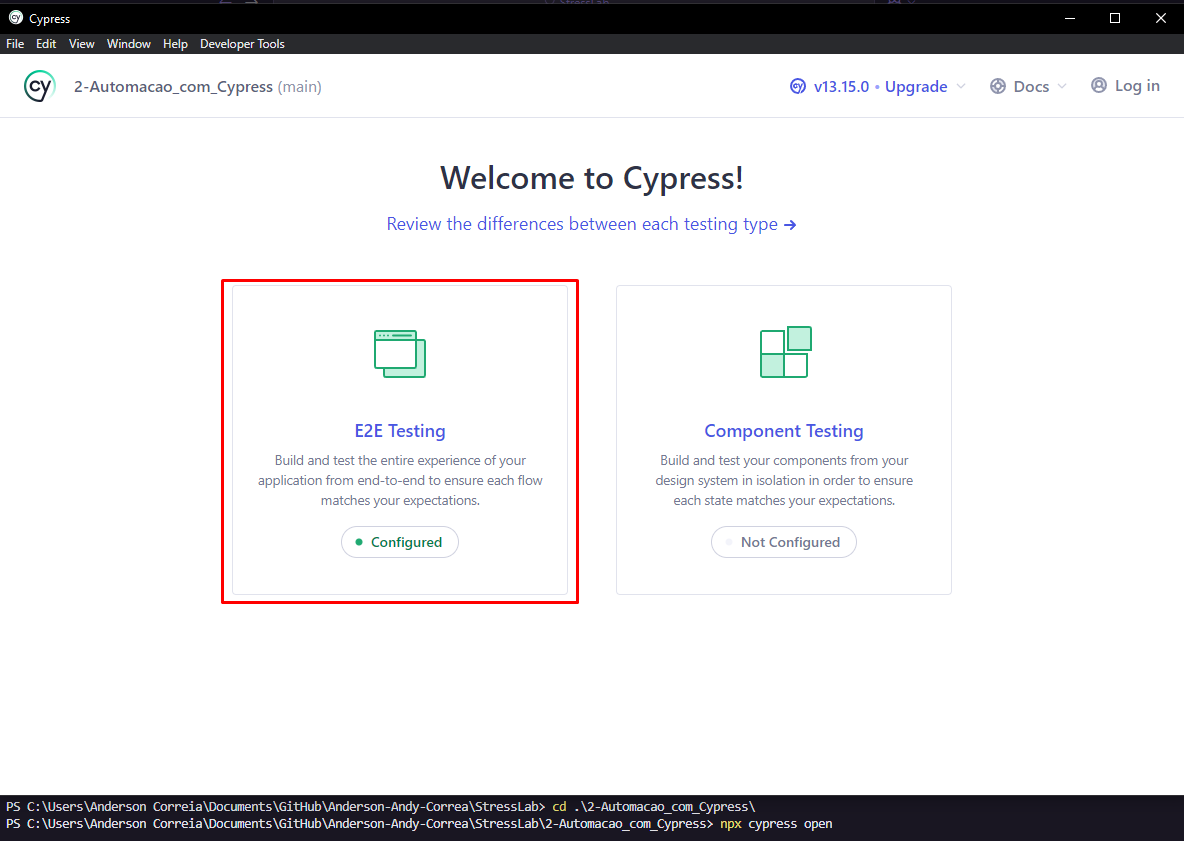 StressLab
Cypress
File Edit View Window Help Developer Tools
cy 2-Automacao_com_Cypress (main) cy v13.15.0 • Upgrade Docs Log in
Welcome to Cypress!
Review the differences between each testing type →
E2E Testing
Build and test the entire experience of your
application from end-to-end to ensure each flow
matches your expectations.
Configured
Component Testing
Build and test your components from your
design system in isolation in order to ensure
each state matches your expectations.
Not Configured
PS C:\Users\Anderson Correia\Documents\GitHub\Anderson-Andy-Correa\StressLab> cd .\2-Automacao_com_Cypress\
PS C:\Users\Anderson Correia\Documents\GitHub\Anderson-Andy-Correa\StressLab\2-Automacao_com_Cypress> npx cypress open